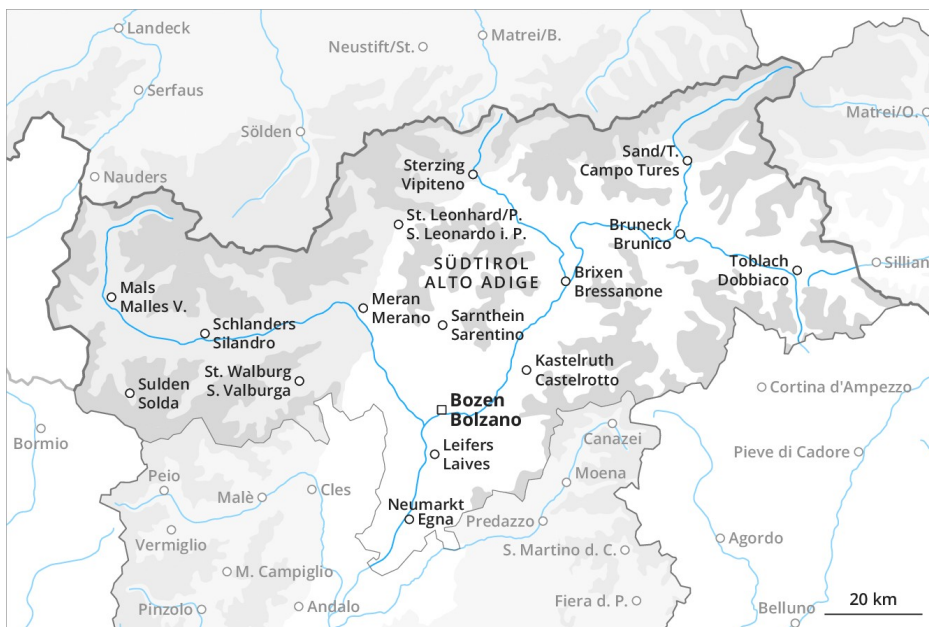 Landeck
Matrei/B.
Neustift/St.
Serfaus
Matrei/O.
Sölden
Sand/T.
Campo Tures
Sterzing
Vipiteno
Nauders
St. Leonhard/P.
S. Leonardo i. P.
Bruneck
Brunico
SÜDTIROL
ALTO ADIGE
Toblach
Dobbiaco
Sillian
Brixen
Bressanone
Mals
Malles V.
Meran
Merano
Sarnthein
Sarentino
Schlanders
Silandro
Kastelruth
Castelrotto
St. Walburg
S. Valburga
Sulden
Solda
Cortina d'Ampezzo
Bozen
Bolzano
Bormio
Canazei
Leifers
Laives
Pieve di Cadore
Moena
Peio
Malè
Cles
Neumarkt
Egna
Predazzo
Vermiglio
Agordo
S. Martino d. C.
M. Campiglio
Pinzolo
Andalo
Fiera d. P.
Belluno
20 km